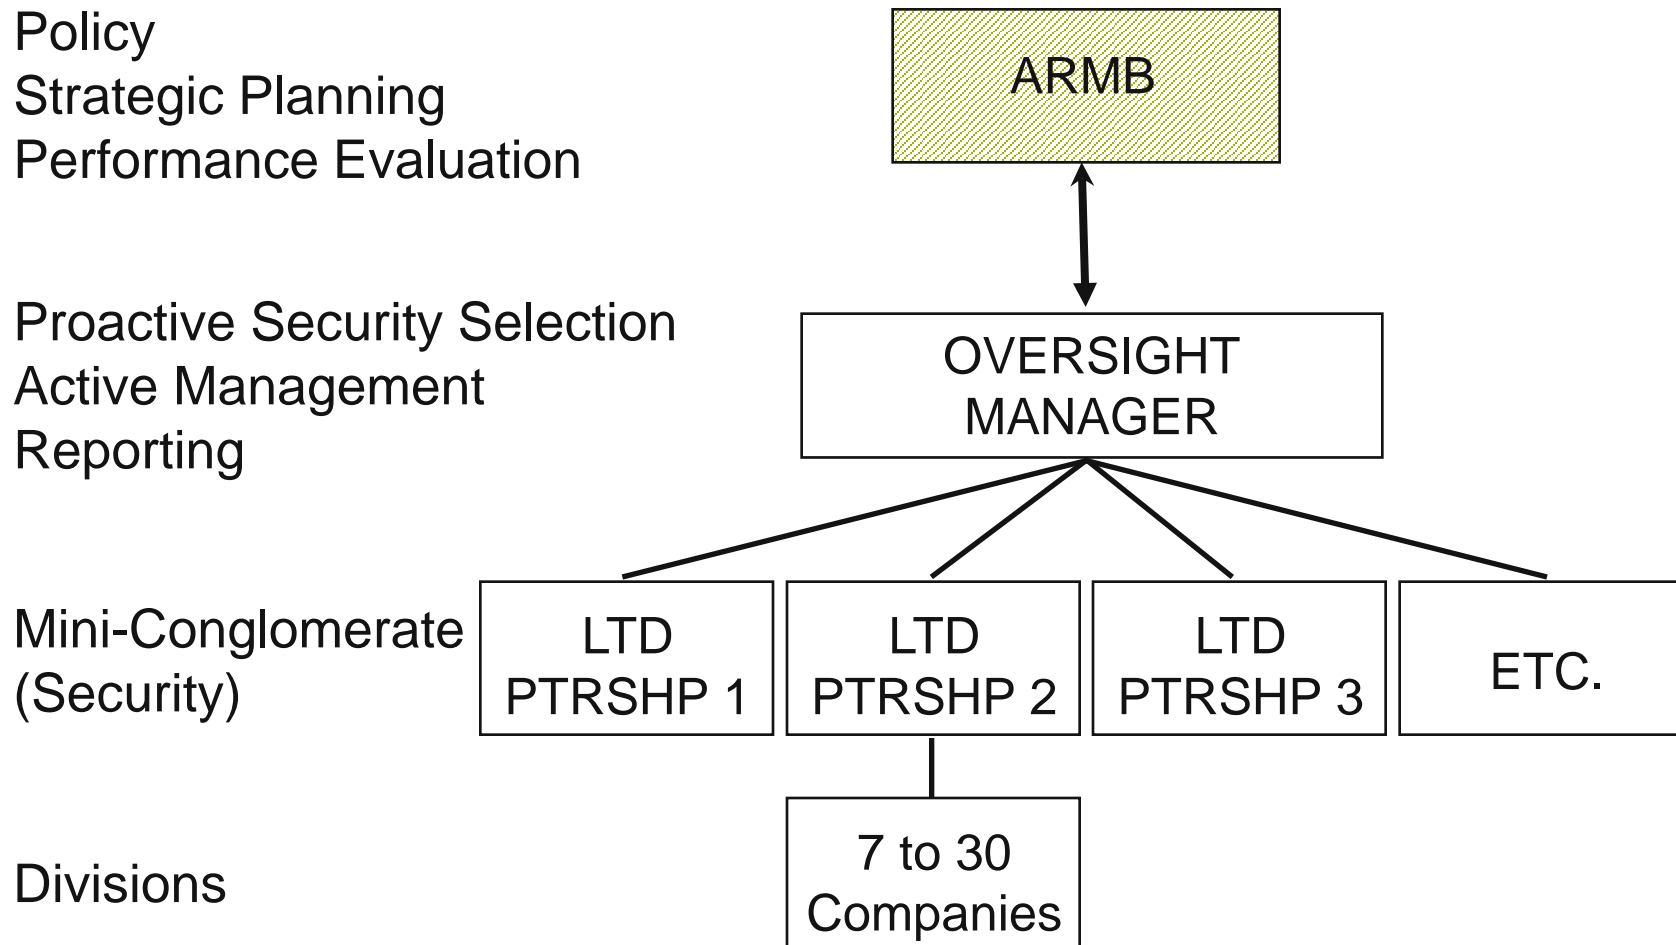 Policy
Strategic Planning
Performance Evaluation
ARMB
Proactive Security Selection
Active Management
Reporting
OVERSIGHT
MANAGER
Mini-Conglomerate
(Security)
LTD
PTRSHP 1
LTD
PTRSHP 2
LTD
PTRSHP 3
ETC.
Divisions
7 to 30
Companies